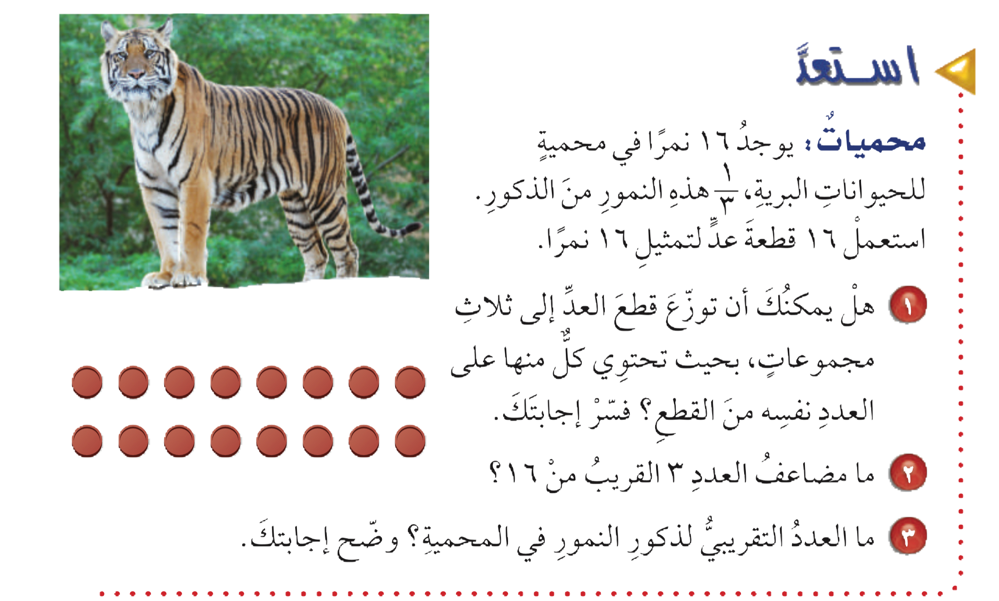 استعدَّ
محمياتٌ: يوجدُ ١٦ نمرًا في محميةٍ
للحيواناتِ البريةِ، ١/٣ هذهِ النمورِ منَ الذكورِ.
استعملْ ١٦ قطعةَ عدٍّ لتمثيلِ ١٦ نمرًا.
١ هلْ يمكنُكَ أن توزّعَ قطعَ العدِّ إلى ثلاثِ
مجموعاتٍ، بحيث تحتوِي كلٌّ منها على
العددِ نفسِه منَ القطعِ؟ فسّرْ إجابتَكَ.
٢ ما مضاعفُ العددِ ٣ القريبُ منْ ١٦؟
٣ ما العددُ التقريبيُّ لذكورِ النمورِ في المحميةِ؟ وضّح إجابتكَ.